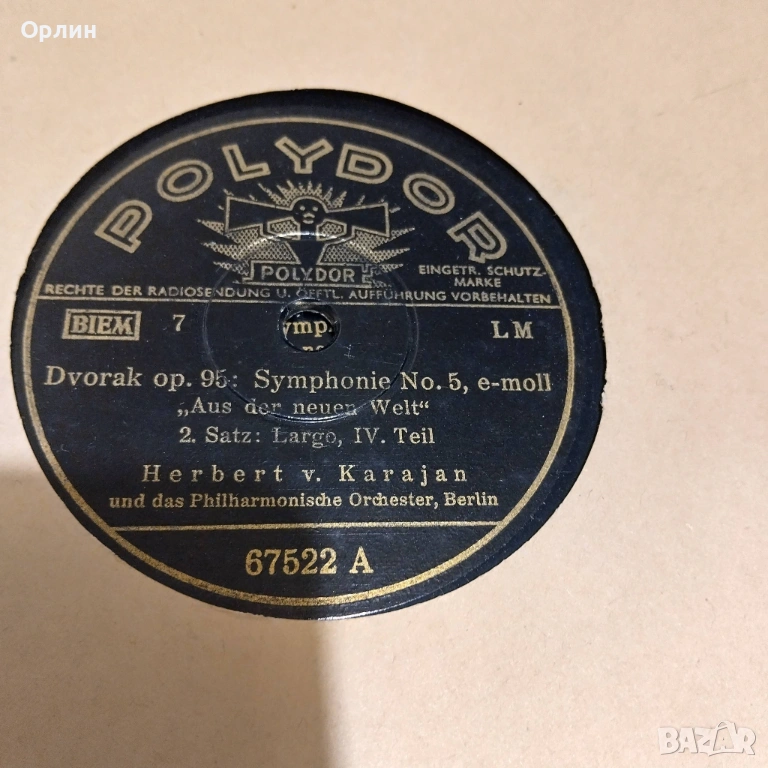 Орлин
POLYDOR
POLYDOR
EINGETR. SCHUTZ-
MARKE
RECHTE DER RADIOSENDUNG U. ÖFFTL. AUFFÜHRUNG VORBEHALTEN
BIEM 7 ymp. LM
Dvorak op. 95: Symphonie No. 5, e-moll
„Aus der neuen Welt“
2. Satz: Largo, IV. Teil
Herbert v. Karajan
und das Philharmonische Orchester, Berlin
67522 A
BAZAR